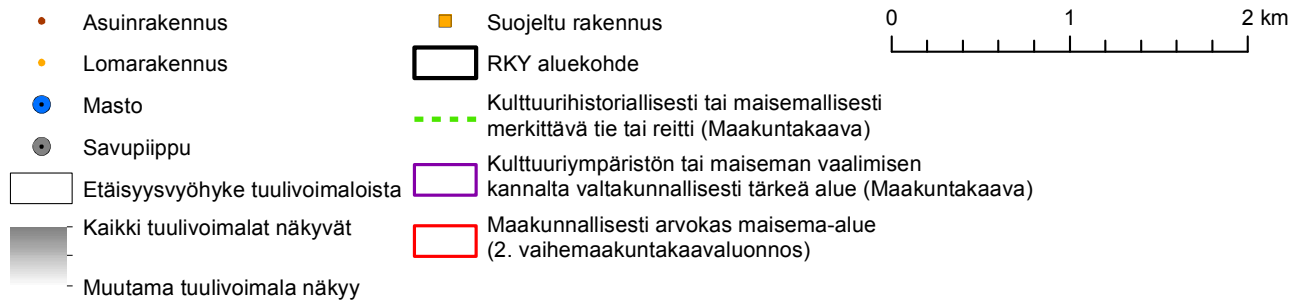 Asuinrakennus
Lomarakennus
Masto
Savupiippu
Etäisyysvyöhyke tuulivoimaloista
Kaikki tuulivoimalat näkyvät
Muutama tuulivoimala näkyy
Suojeltu rakennus
RKY aluekohde
Kulttuurihistoriallisesti tai maisemallisesti
merkittävä tie tai reitti (Maakuntakaava)
Kulttuuriympäristön tai maiseman vaalimisen
kannalta valtakunnallisesti tärkeä alue (Maakuntakaava)
Maakunnallisesti arvokas maisema-alue
(2. vaihemaakuntakaavaluonnos)
0 1 2 km